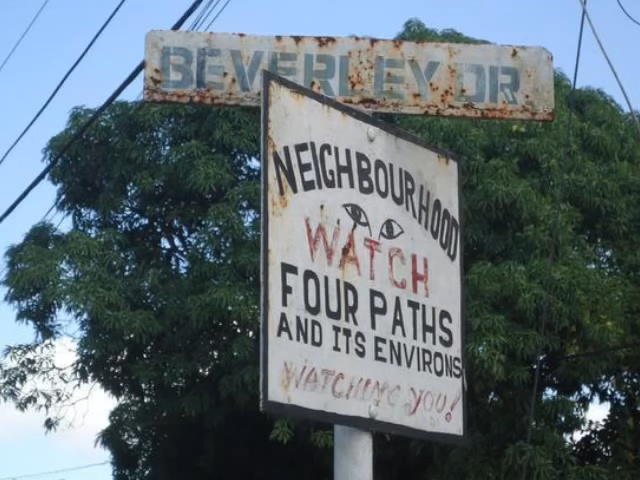 BEVERLEY DR
NEIGHBOURHOOD
WATCH
FOUR PATHS
AND ITS ENVIRONS
WATCHING YOU!